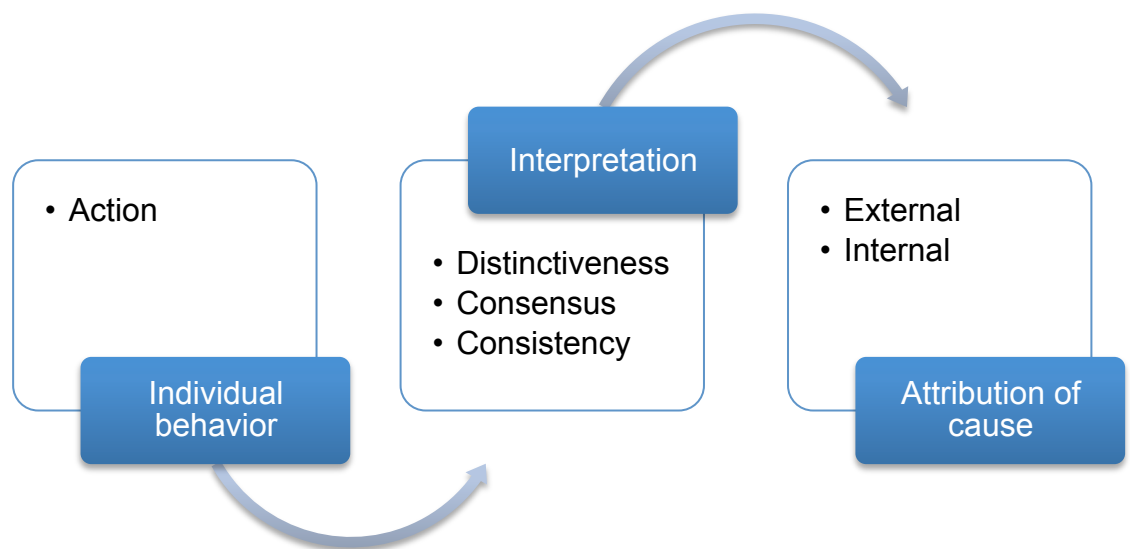 • Action
Individual
behavior
Interpretation
• Distinctiveness
• Consensus
• Consistency
• External
• Internal
Attribution of
cause